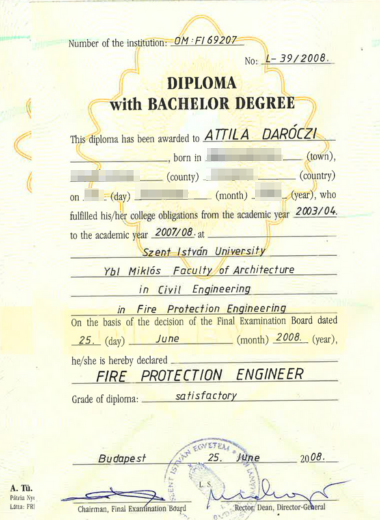 Number of the institution: OM:FI 69207
No: L-39/2008.
DIPLOMA
with BACHELOR DEGREE
This diploma has been awarded to ATTILA DARÓCZI
, born in (town),
(county) (country)
on (day) (month) (year), who
fulfilled his/her college obligations from the academic year 2003/04.
to the academic year 2007/08. at
Szent István University
Ybl Miklós Faculty of Architecture
in Civil Engineering
in Fire Protection Engineering
On the basis of the decision of the Final Examination Board dated
25. (day) June (month) 2008. (year),
he/she is hereby declared
FIRE PROTECTION ENGINEER
Grade of diploma: satisfactory
Budapest 25. June 2008.
SZENT ISTVÁN EGYETEM
L. S.
A. Tü.
Chairman, Final Examination Board
Rector, Dean, Director-General